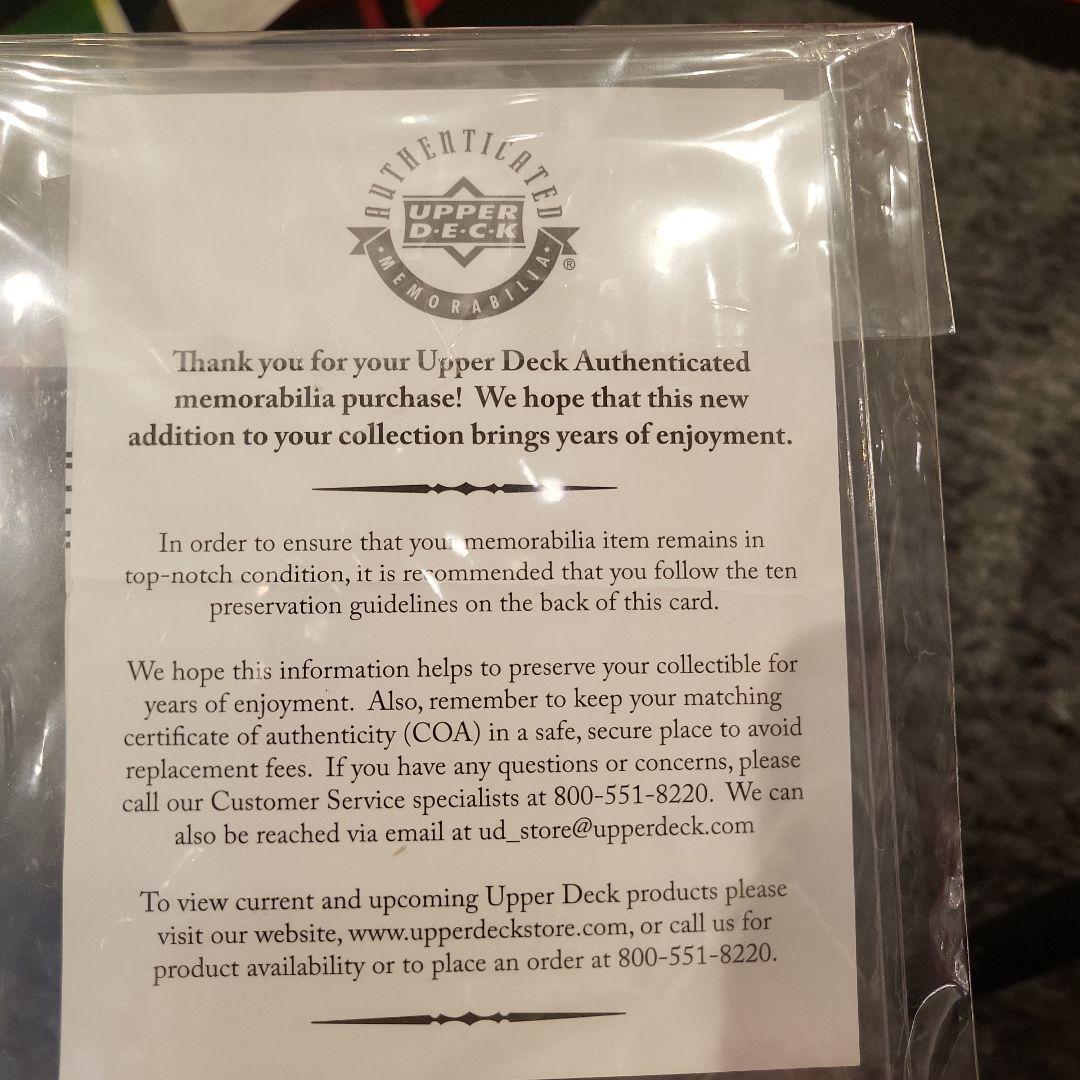 AUTHENTICATED
UPPER
D·E·C·K
·MEMORABILIA·
®
Thank you for your Upper Deck Authenticated
memorabilia purchase! We hope that this new
addition to your collection brings years of enjoyment.
In order to ensure that your memorabilia item remains in
top-notch condition, it is recommended that you follow the ten
preservation guidelines on the back of this card.
We hope this information helps to preserve your collectible for
years of enjoyment. Also, remember to keep your matching
certificate of authenticity (COA) in a safe, secure place to avoid
replacement fees. If you have any questions or concerns, please
call our Customer Service specialists at 800-551-8220. We can
also be reached via email at ud_store@upperdeck.com
To view current and upcoming Upper Deck products please
visit our website, www.upperdeckstore.com, or call us for
product availability or to place an order at 800-551-8220.